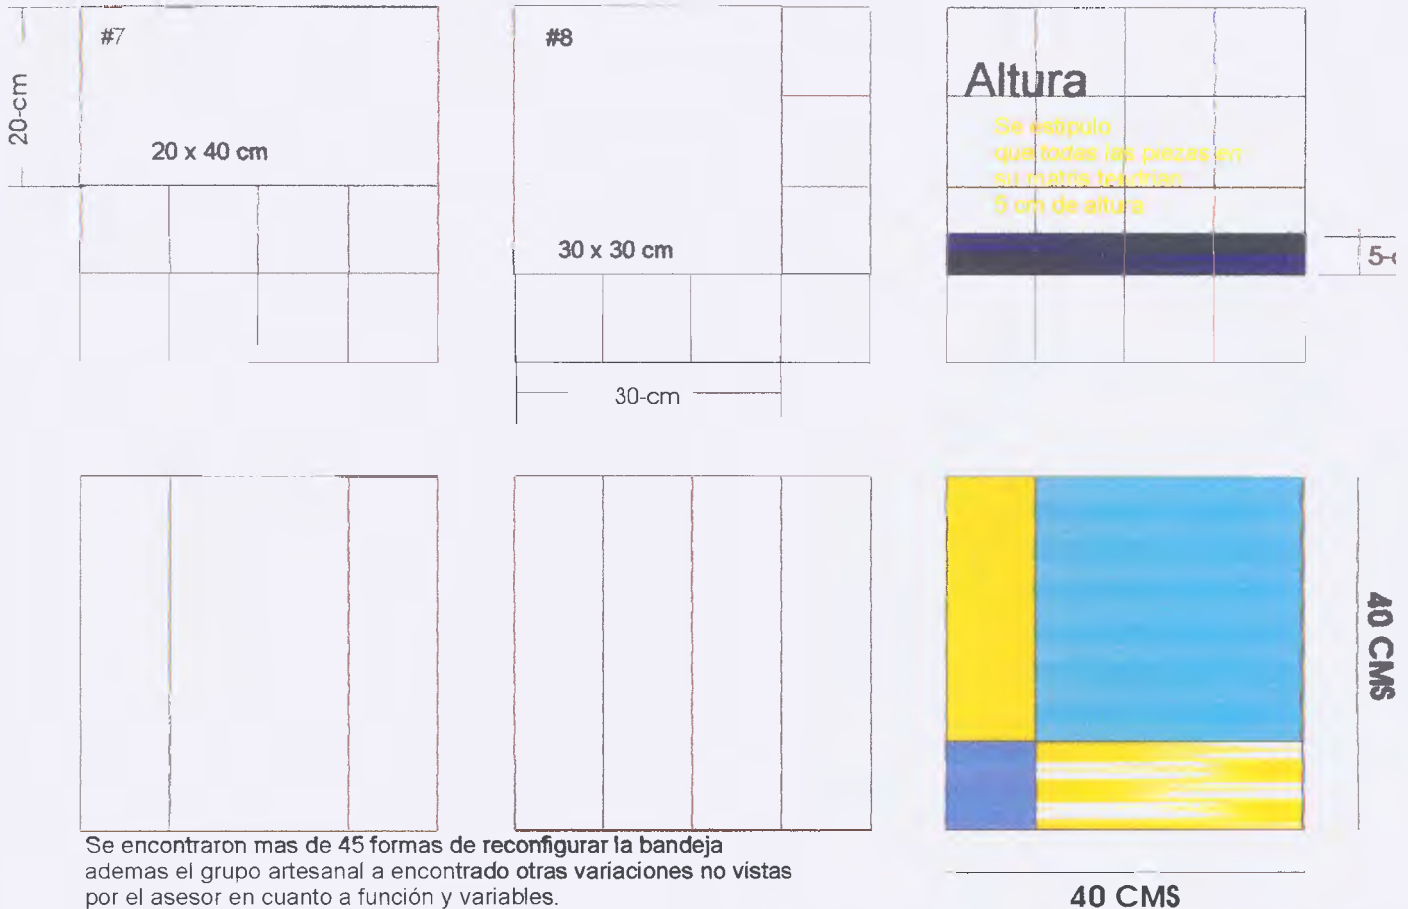 #7
20-cm
20 x 40 cm
#8
30 x 30 cm
30-cm
Altura
Se estipulo
que todas las piezas en
su matris tendrian
5 cm de altura
5-c
40 CMS
40 CMS
Se encontraron mas de 45 formas de reconfigurar la bandeja
ademas el grupo artesanal a encontrado otras variaciones no vistas
por el asesor en cuanto a función y variables.